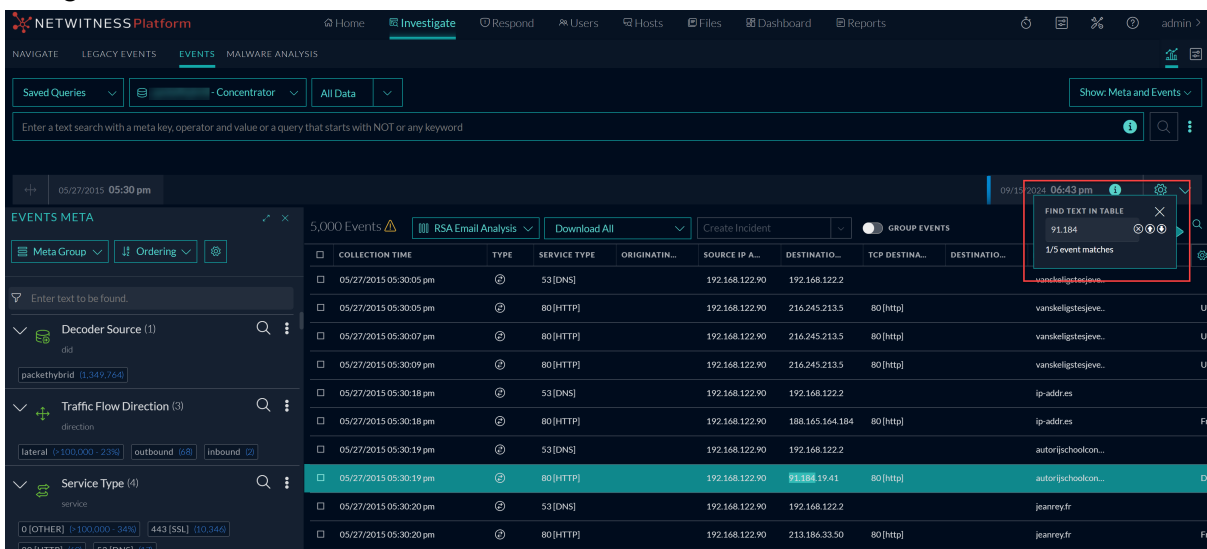 NETWITNESS Platform
Home
Investigate
Respond
Users
Hosts
Files
Dashboard
Reports
admin >
NAVIGATE
LEGACY EVENTS
EVENTS
MALWARE ANALYSIS
Saved Queries
- Concentrator
All Data
Show: Meta and Events
Enter a text search with a meta key, operator and value or a query that starts with NOT or any keyword
05/27/2015 05:30 pm
09/15/2024 06:43 pm
FIND TEXT IN TABLE
91.184
1/5 event matches
EVENTS META
Meta Group
Ordering
Enter text to be found.
Decoder Source (1)
did
packethybrid (1,349,764)
Traffic Flow Direction (3)
direction
lateral (>100,000 - 23%) outbound (68) inbound (2)
Service Type (4)
service
0 [OTHER] (>100,000 - 34%) 443 [SSL] (10,346)
5,000 Events
RSA Email Analysis
Download All
Create Incident
GROUP EVENTS
COLLECTION TIME TYPE SERVICE TYPE ORIGINATIN... SOURCE IP A... DESTINATIO... TCP DESTINA... DESTINATIO...
05/27/2015 05:30:05 pm 53 [DNS] 192.168.122.90 192.168.122.2 vanskeligstesjeve..
05/27/2015 05:30:05 pm 80 [HTTP] 192.168.122.90 216.245.213.5 80 [http] vanskeligstesjeve.. U
05/27/2015 05:30:07 pm 80 [HTTP] 192.168.122.90 216.245.213.5 80 [http] vanskeligstesjeve.. U
05/27/2015 05:30:09 pm 80 [HTTP] 192.168.122.90 216.245.213.5 80 [http] vanskeligstesjeve.. U
05/27/2015 05:30:18 pm 53 [DNS] 192.168.122.90 192.168.122.2 ip-addr.es
05/27/2015 05:30:18 pm 80 [HTTP] 192.168.122.90 188.165.164.184 80 [http] ip-addr.es Fr
05/27/2015 05:30:19 pm 53 [DNS] 192.168.122.90 192.168.122.2 autorijschoolcon...
05/27/2015 05:30:19 pm 80 [HTTP] 192.168.122.90 91.184.19.41 80 [http] autorijschoolcon... D
05/27/2015 05:30:20 pm 53 [DNS] 192.168.122.90 192.168.122.2 jeanrey.fr
05/27/2015 05:30:20 pm 80 [HTTP] 192.168.122.90 213.186.33.50 80 [http] jeanrey.fr Fr